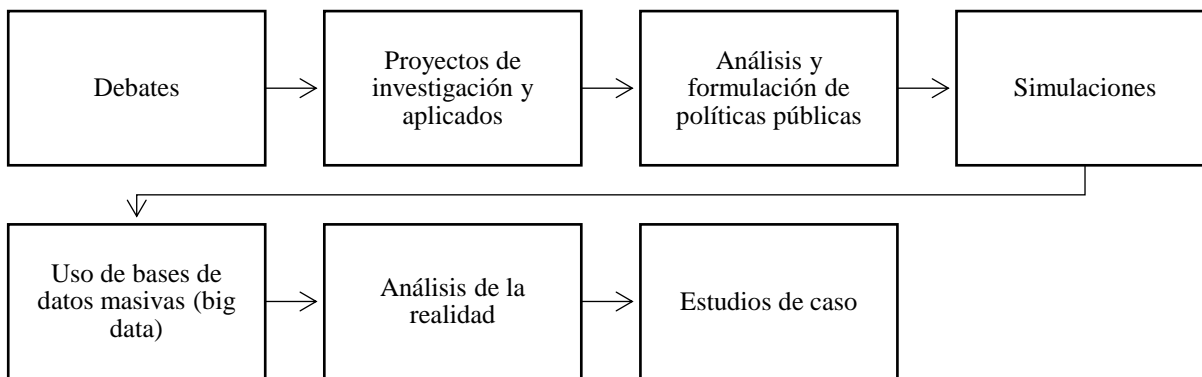 Debates
Proyectos de
investigación y
aplicados
Análisis y
formulación de
políticas públicas
Simulaciones
Uso de bases de
datos masivas (big
data)
Análisis de la
realidad
Estudios de caso